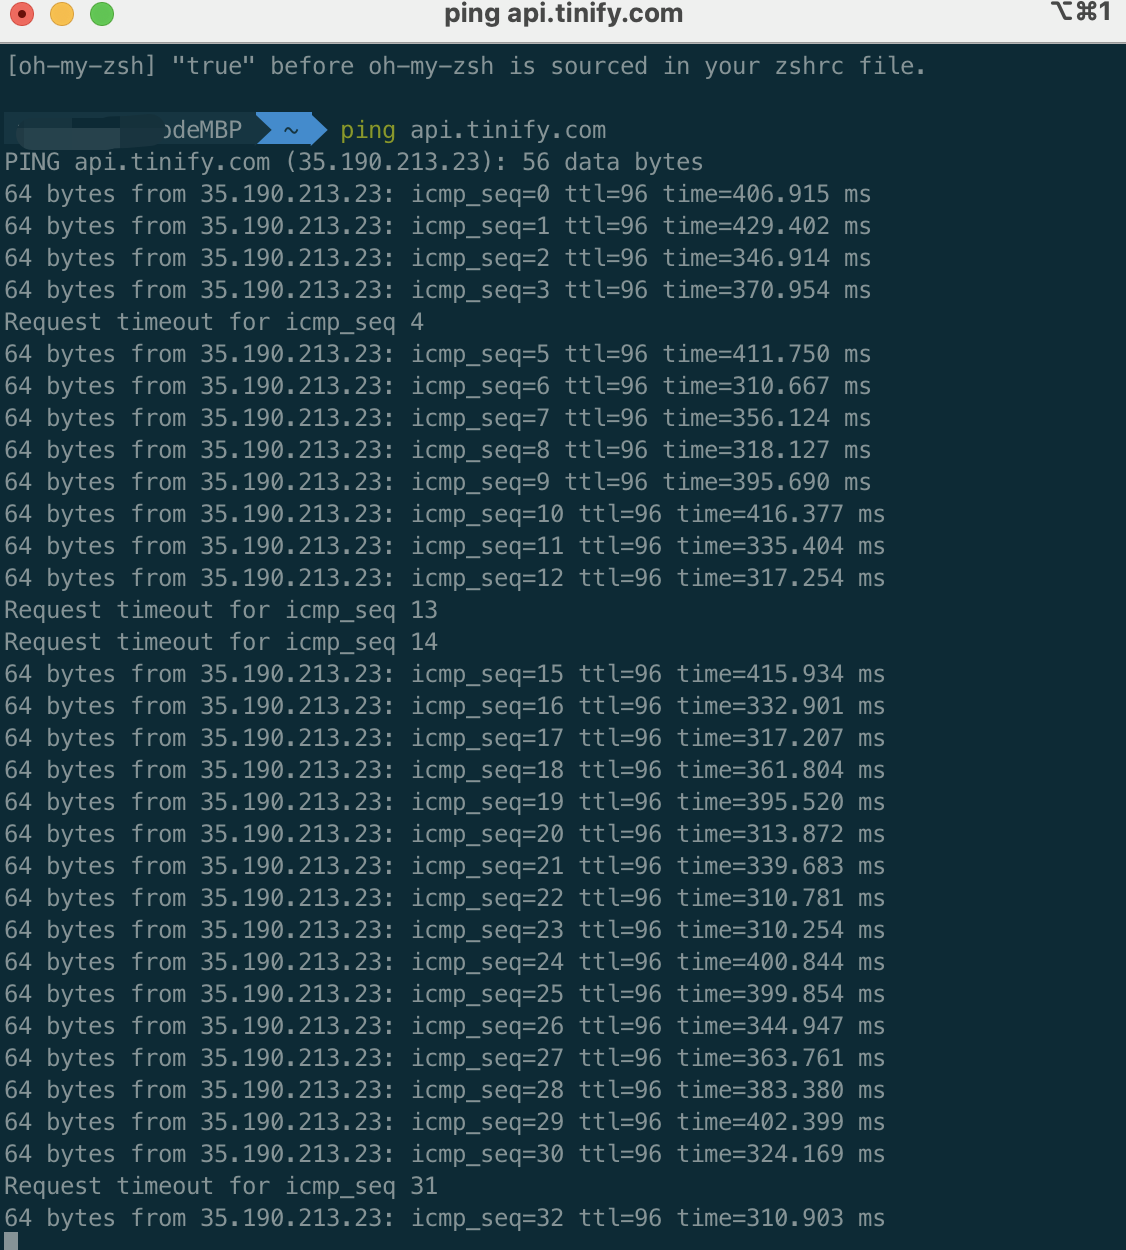 ping api.tinify.com
⌥⌘1
[oh-my-zsh] "true" before oh-my-zsh is sourced in your zshrc file.
odeMBP ~ ping api.tinify.com
PING api.tinify.com (35.190.213.23): 56 data bytes
64 bytes from 35.190.213.23: icmp_seq=0 ttl=96 time=406.915 ms
64 bytes from 35.190.213.23: icmp_seq=1 ttl=96 time=429.402 ms
64 bytes from 35.190.213.23: icmp_seq=2 ttl=96 time=346.914 ms
64 bytes from 35.190.213.23: icmp_seq=3 ttl=96 time=370.954 ms
Request timeout for icmp_seq 4
64 bytes from 35.190.213.23: icmp_seq=5 ttl=96 time=411.750 ms
64 bytes from 35.190.213.23: icmp_seq=6 ttl=96 time=310.667 ms
64 bytes from 35.190.213.23: icmp_seq=7 ttl=96 time=356.124 ms
64 bytes from 35.190.213.23: icmp_seq=8 ttl=96 time=318.127 ms
64 bytes from 35.190.213.23: icmp_seq=9 ttl=96 time=395.690 ms
64 bytes from 35.190.213.23: icmp_seq=10 ttl=96 time=416.377 ms
64 bytes from 35.190.213.23: icmp_seq=11 ttl=96 time=335.404 ms
64 bytes from 35.190.213.23: icmp_seq=12 ttl=96 time=317.254 ms
Request timeout for icmp_seq 13
Request timeout for icmp_seq 14
64 bytes from 35.190.213.23: icmp_seq=15 ttl=96 time=415.934 ms
64 bytes from 35.190.213.23: icmp_seq=16 ttl=96 time=332.901 ms
64 bytes from 35.190.213.23: icmp_seq=17 ttl=96 time=317.207 ms
64 bytes from 35.190.213.23: icmp_seq=18 ttl=96 time=361.804 ms
64 bytes from 35.190.213.23: icmp_seq=19 ttl=96 time=395.520 ms
64 bytes from 35.190.213.23: icmp_seq=20 ttl=96 time=313.872 ms
64 bytes from 35.190.213.23: icmp_seq=21 ttl=96 time=339.683 ms
64 bytes from 35.190.213.23: icmp_seq=22 ttl=96 time=310.781 ms
64 bytes from 35.190.213.23: icmp_seq=23 ttl=96 time=310.254 ms
64 bytes from 35.190.213.23: icmp_seq=24 ttl=96 time=400.844 ms
64 bytes from 35.190.213.23: icmp_seq=25 ttl=96 time=399.854 ms
64 bytes from 35.190.213.23: icmp_seq=26 ttl=96 time=344.947 ms
64 bytes from 35.190.213.23: icmp_seq=27 ttl=96 time=363.761 ms
64 bytes from 35.190.213.23: icmp_seq=28 ttl=96 time=383.380 ms
64 bytes from 35.190.213.23: icmp_seq=29 ttl=96 time=402.399 ms
64 bytes from 35.190.213.23: icmp_seq=30 ttl=96 time=324.169 ms
Request timeout for icmp_seq 31
64 bytes from 35.190.213.23: icmp_seq=32 ttl=96 time=310.903 ms